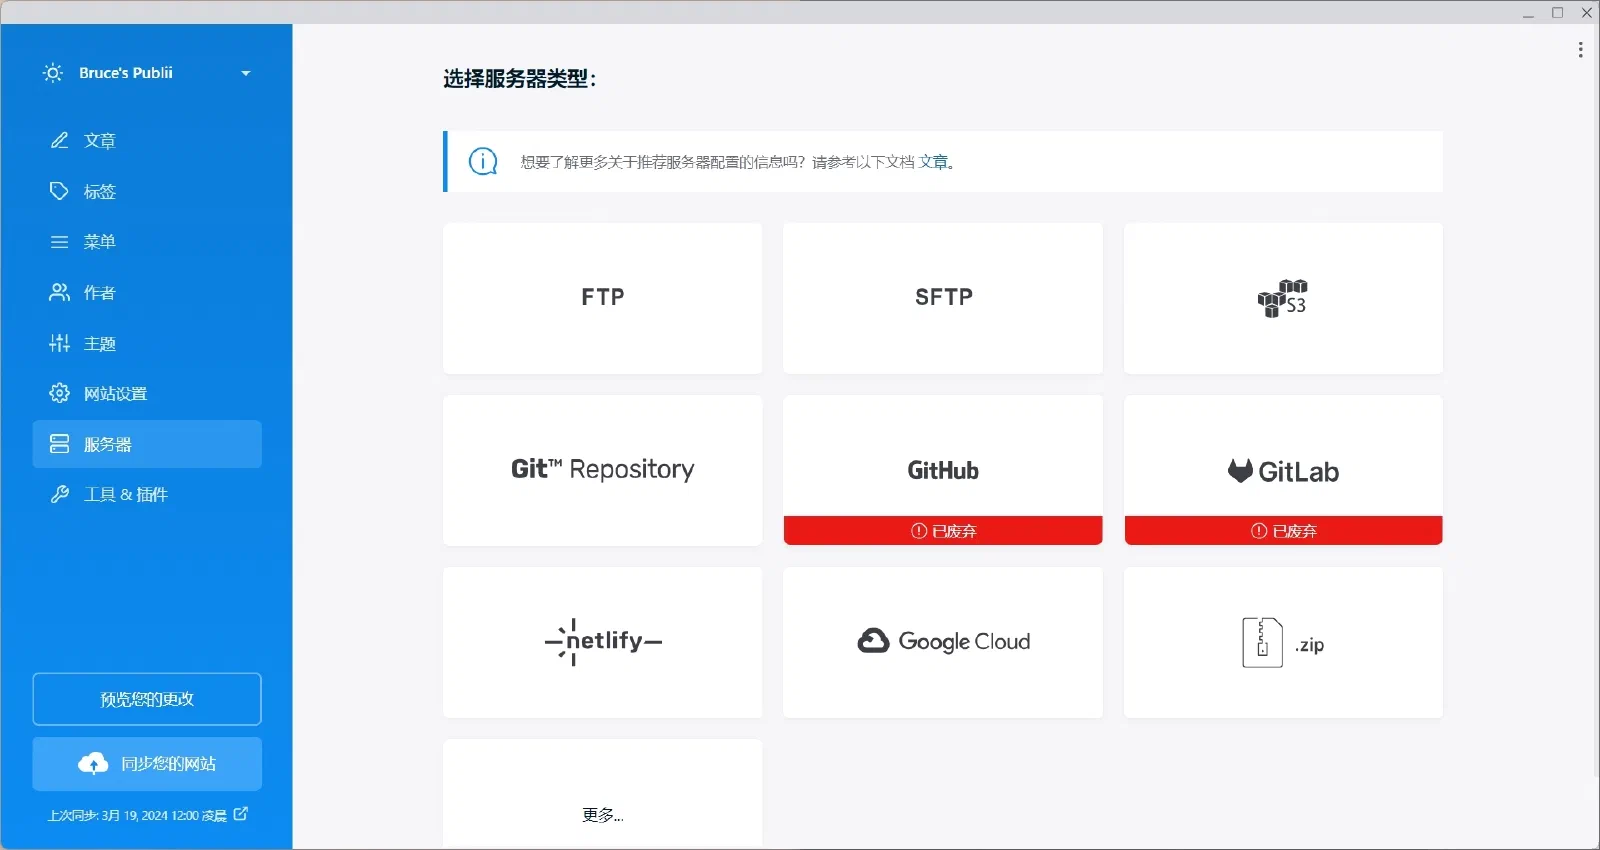 Bruce's Publii
文章
标签
菜单
作者
主题
网站设置
服务器
工具 & 插件
预览您的更改
同步您的网站
上次同步: 3月 19, 2024 12:00 凌晨
选择服务器类型：
想要了解更多关于推荐服务器配置的信息吗？请参考以下文档 文章。
FTP
SFTP
S3
Git™ Repository
GitHub
已废弃
GitLab
已废弃
netlify
Google Cloud
.zip
更多...